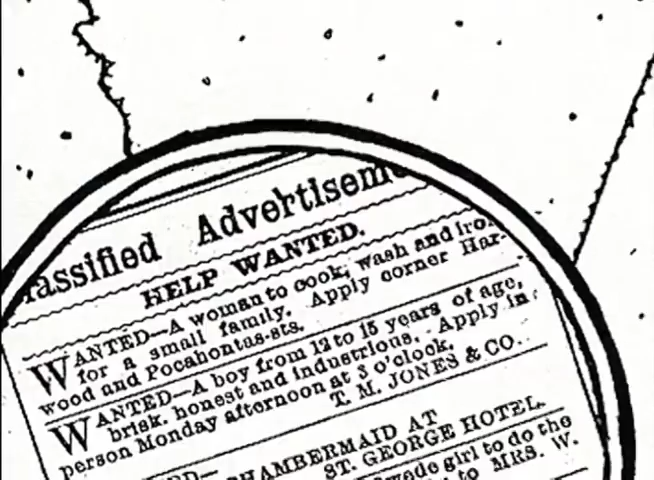 lassified Advertiseme
HELP WANTED.
WANTED—A woman to cook, wash and iron
for a small family. Apply corner Har-
wood and Pocahontas-sts.
WANTED—A boy from 12 to 15 years of age,
brisk, honest and industrious. Apply in
person Monday afternoon at 3 o'clock.
T. M. JONES & CO.
CHAMBERMAID AT
ST. GEORGE HOTEL.
wede girl to do the
to MRS. W.